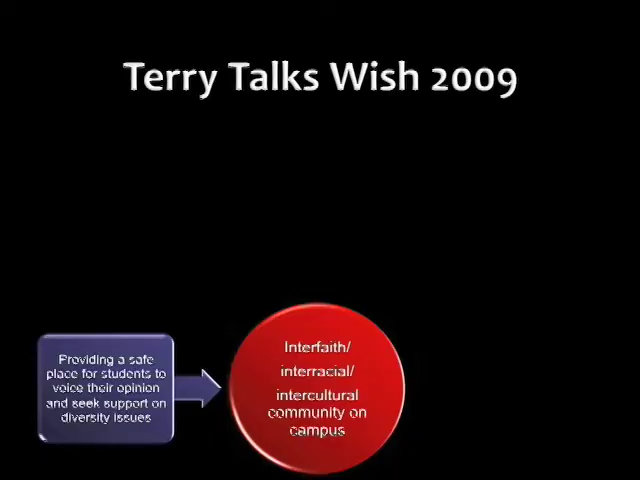 Terry Talks Wish 2009
Providing a safe
place for students to
voice their opinion
and seek support on
diversity issues
Interfaith/
interracial/
intercultural
community on
campus